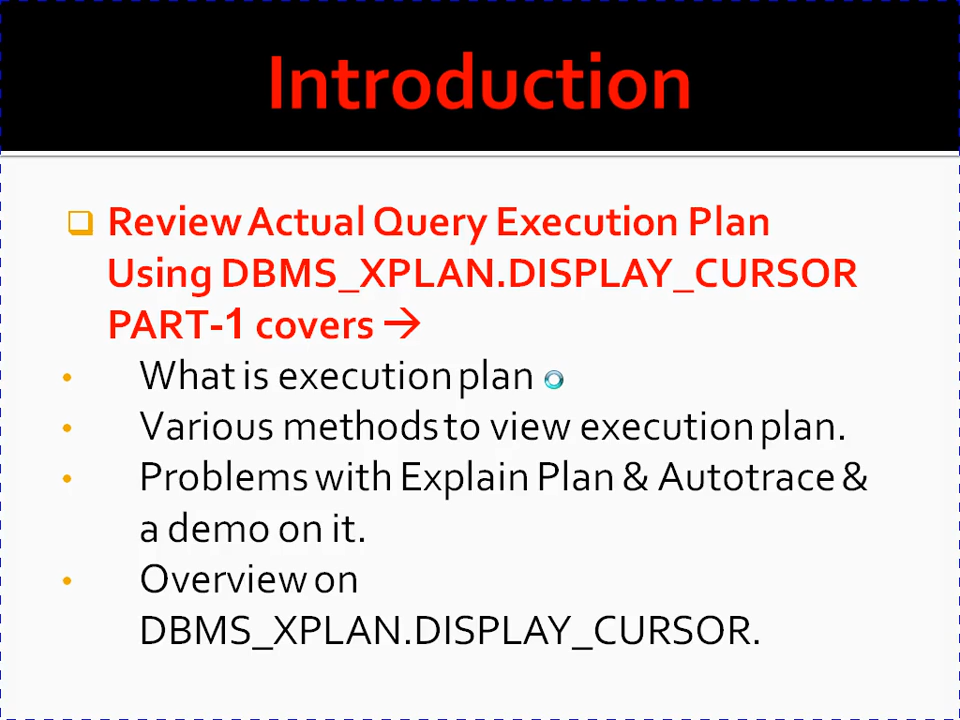 Introduction
Review Actual Query Execution Plan
Using DBMS_XPLAN.DISPLAY_CURSOR
PART-1 covers →
• What is execution plan
• Various methods to view execution plan.
• Problems with Explain Plan & Autotrace &
a demo on it.
• Overview on
DBMS_XPLAN.DISPLAY_CURSOR.